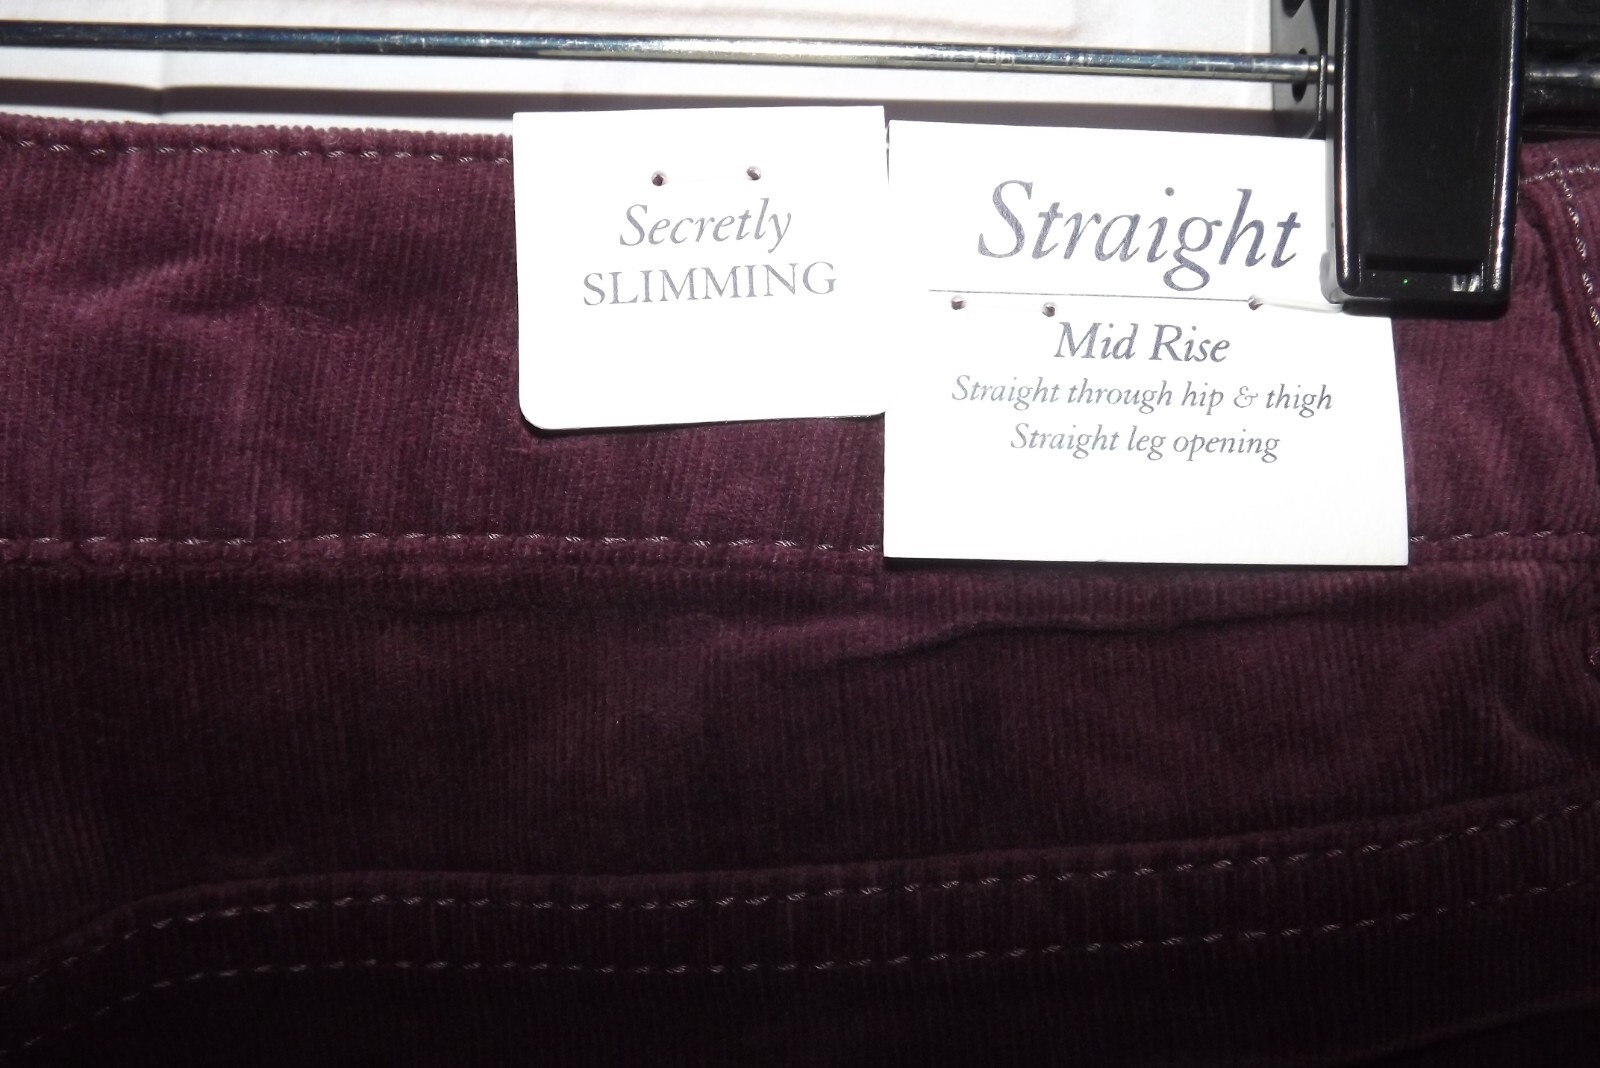 Secretly
SLIMMING
Straight
Mid Rise
Straight through hip & thigh
Straight leg opening